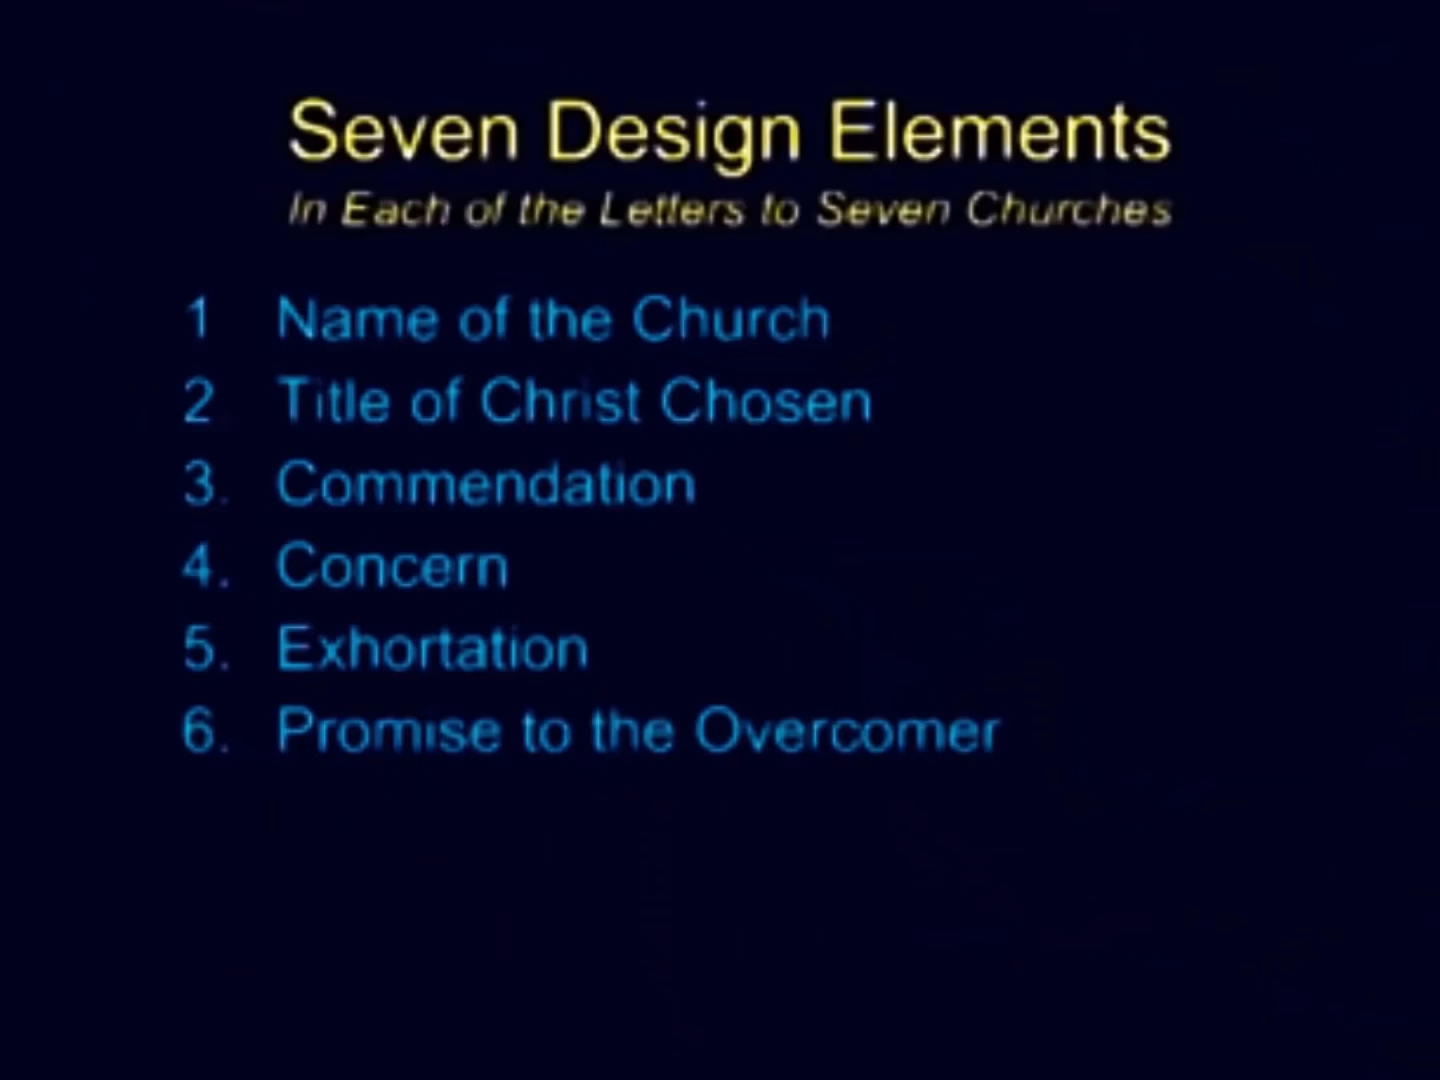 Seven Design Elements
In Each of the Letters to Seven Churches
1 Name of the Church
2 Title of Christ Chosen
3. Commendation
4. Concern
5. Exhortation
6. Promise to the Overcomer